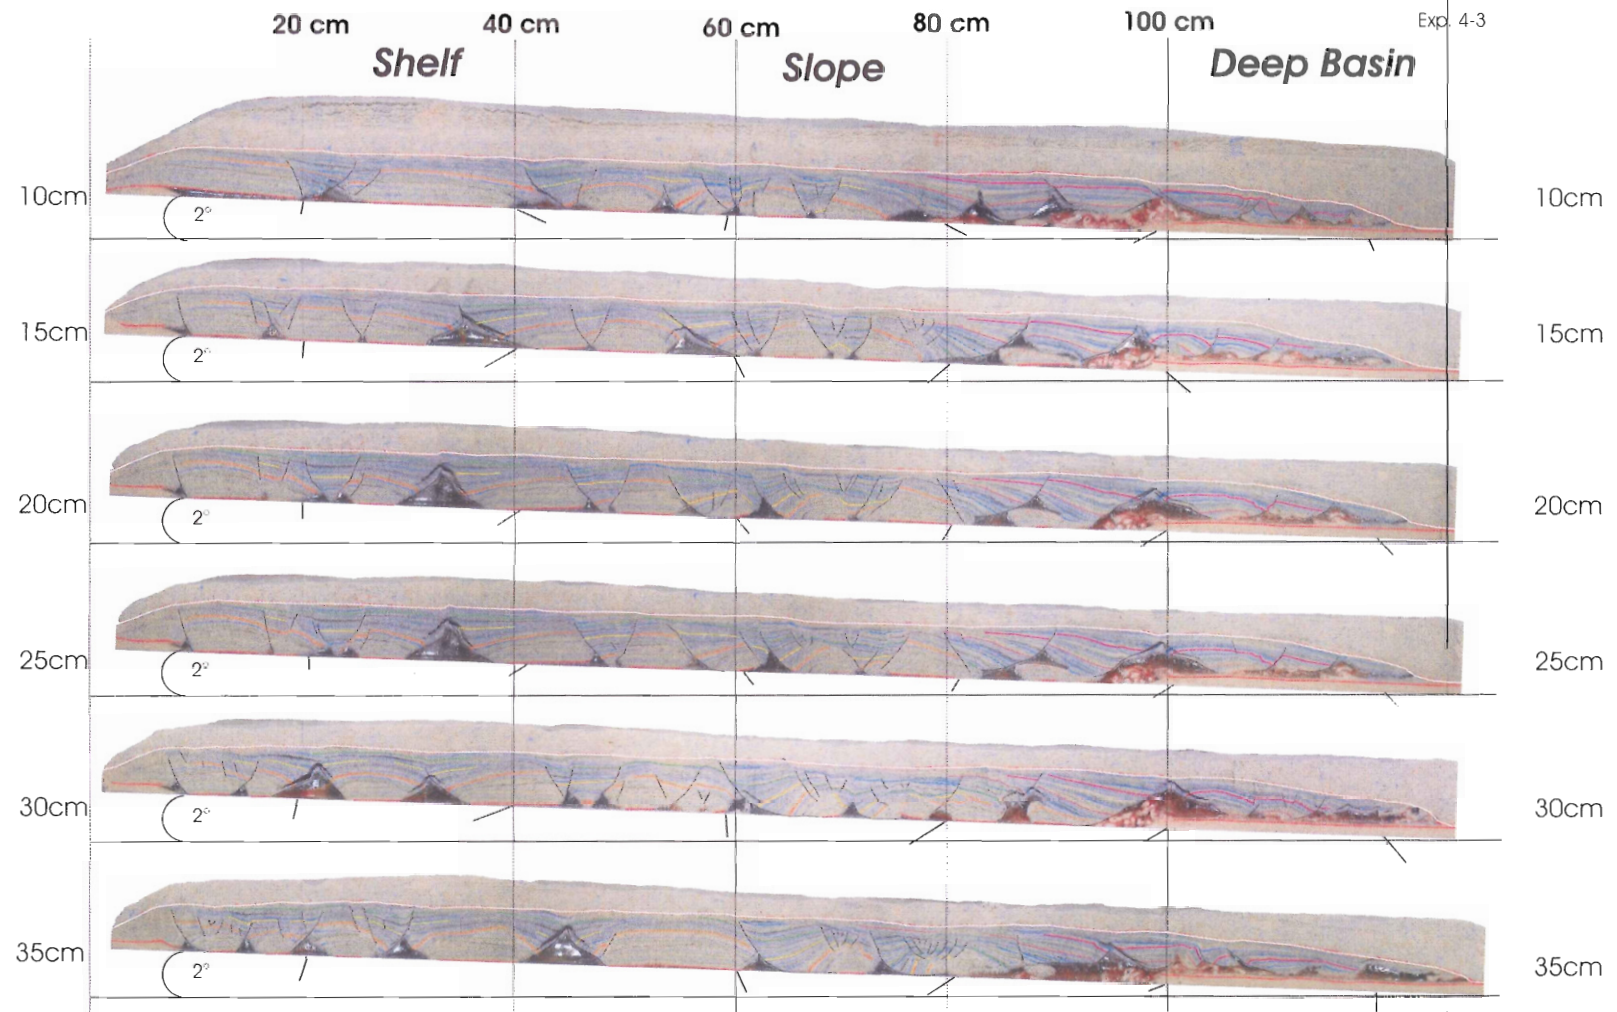 20 cm 40 cm 60 cm 80 cm 100 cm Exp. 4-3
Shelf Slope Deep Basin
10cm 2° 10cm
15cm 2° 15cm
20cm 2° 20cm
25cm 2° 25cm
30cm 2° 30cm
35cm 2° 35cm